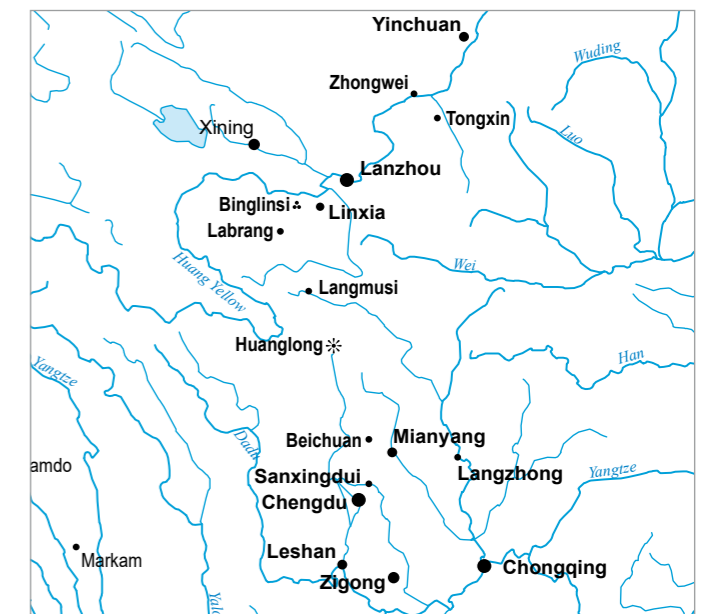 Yinchuan
Wuding
Zhongwei
Tongxin
Xining
Luo
Lanzhou
Binglinsi
Linxia
Labrang
Wei
Huang Yellow
Langmusi
Huanglong
Han
Yangtze
Dadu
Beichuan
Mianyang
amdo
Sanxingdui
Langzhong
Yangtze
Chengdu
Leshan
Markam
Zigong
Chongqing